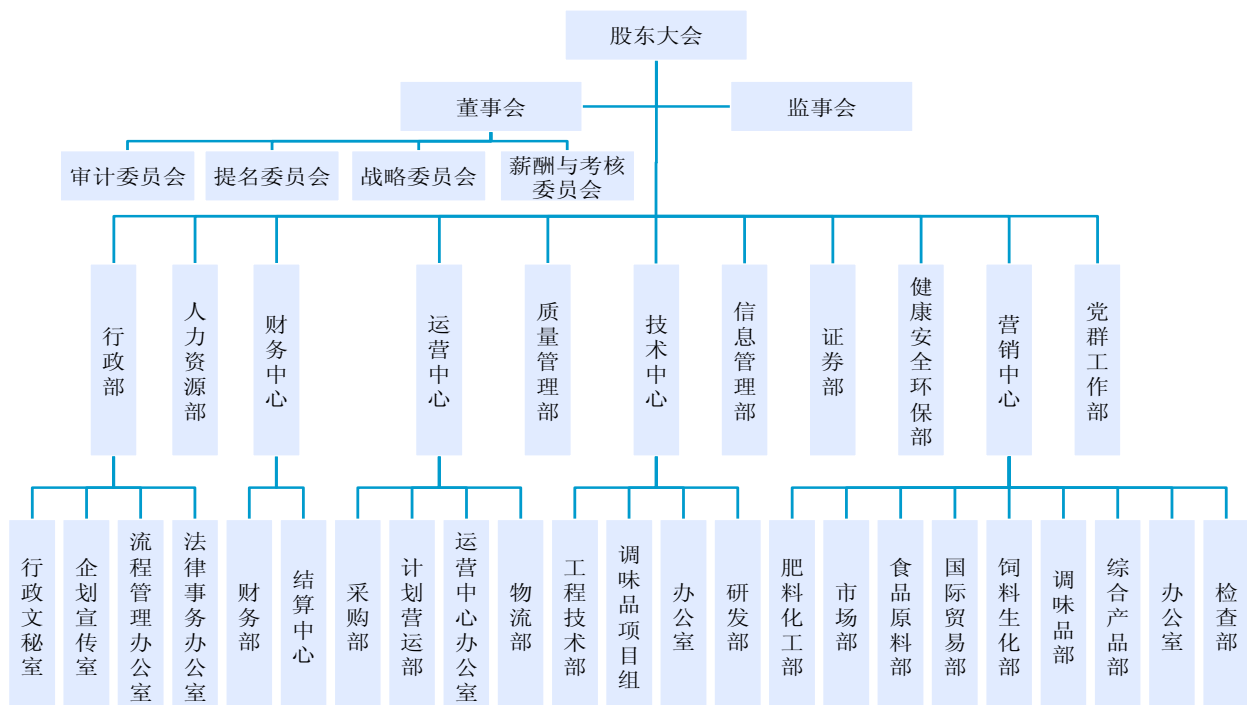 股东大会
董事会
监事会
审计委员会
提名委员会
战略委员会
薪酬与考核
委员会
行政部
人力资源部
财务中心
运营中心
质量管理部
技术中心
信息管理部
证券部
健康安全环保部
营销中心
党群工作部
行政文秘室
企划宣传室
流程管理办公室
法律事务办公室
财务部
结算中心
采购部
计划营运部
运营中心办公室
物流部
工程技术部
调味品项目组
办公室
研发部
肥料化工部
市场部
食品原料部
国际贸易部
饲料生化部
调味品部
综合产品部
办公室
检查部